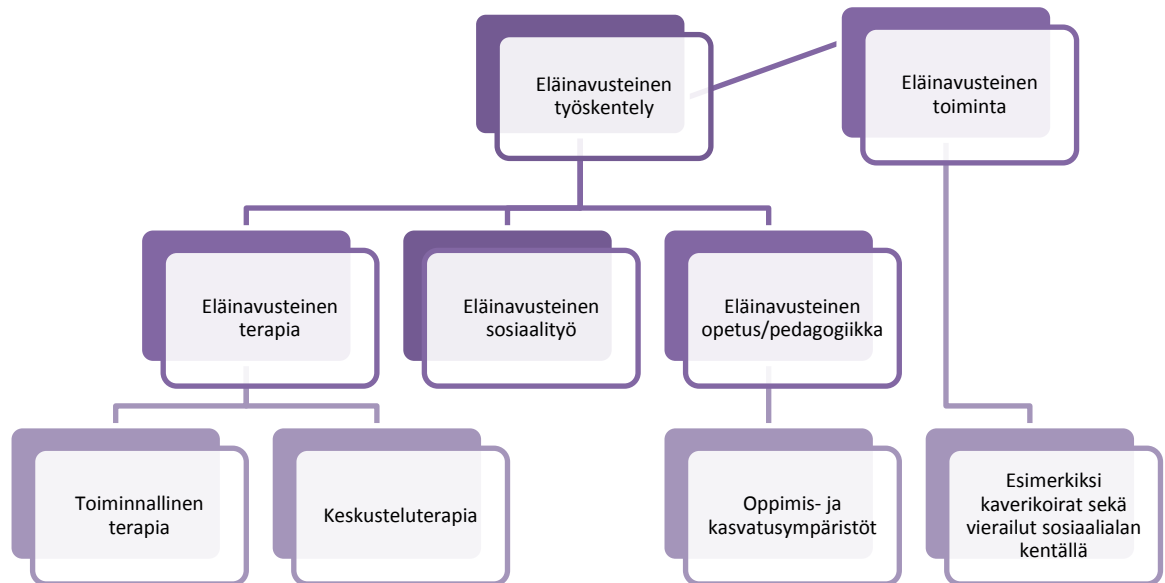 Eläinavusteinen
työskentely
Eläinavusteinen
toiminta
Eläinavusteinen
terapia
Eläinavusteinen
sosiaalityö
Eläinavusteinen
opetus/pedagogiikka
Toiminnallinen
terapia
Keskusteluterapia
Oppimis- ja
kasvatusympäristöt
Esimerkiksi
kaverikoirat sekä
vierailut sosiaalialan
kentällä